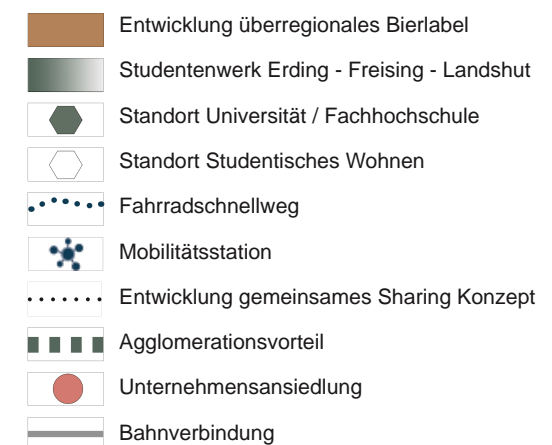 Entwicklung überregionales Bierlabel
Studentenwerk Erding - Freising - Landshut
Standort Universität / Fachhochschule
Standort Studentisches Wohnen
Fahrradschnellweg
Mobilitätsstation
Entwicklung gemeinsames Sharing Konzept
Agglomerationsvorteil
Unternehmensansiedlung
Bahnverbindung